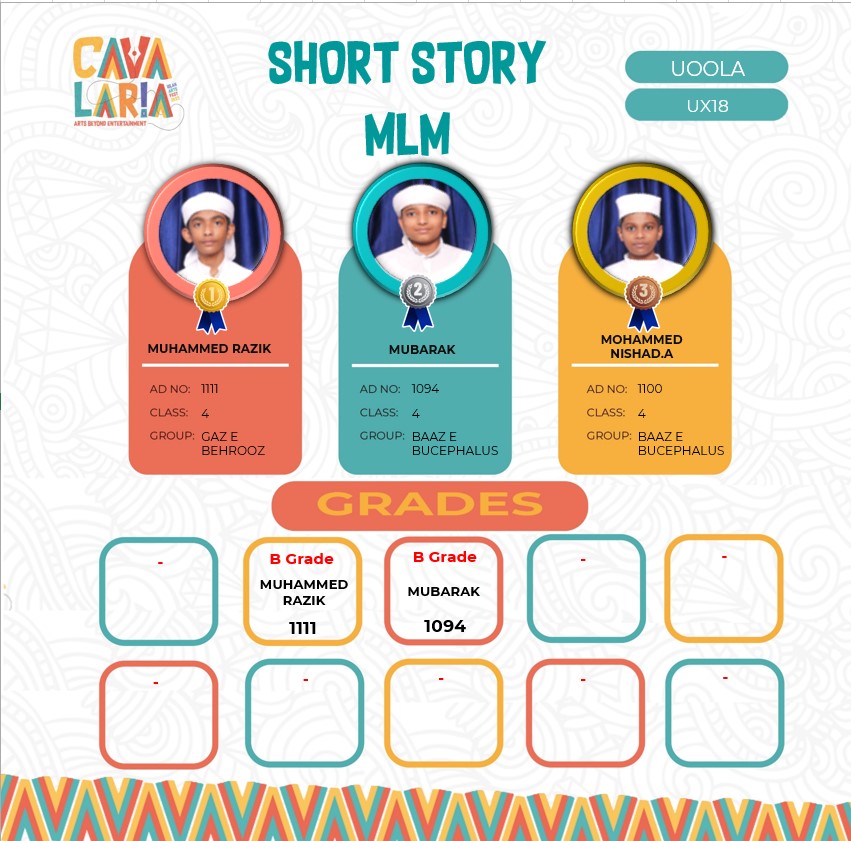 CAVA
LARIA
ARTS BEYOND ENTERTAINMENT
SHORT STORY
MLM
UOOLA
UX18
1
2
3
MUHAMMED RAZIK
AD NO: 1111
CLASS: 4
GROUP: GAZ E
BEHROOZ
MUBARAK
AD NO: 1094
CLASS: 4
GROUP: BAAZ E
BUCEPHALUS
MOHAMMED
NISHAD.A
AD NO: 1100
CLASS: 4
GROUP: BAAZ E
BUCEPHALUS
GRADES
-
B Grade
MUHAMMED
RAZIK
1111
B Grade
MUBARAK
1094
-
-
-
-
-
-
-